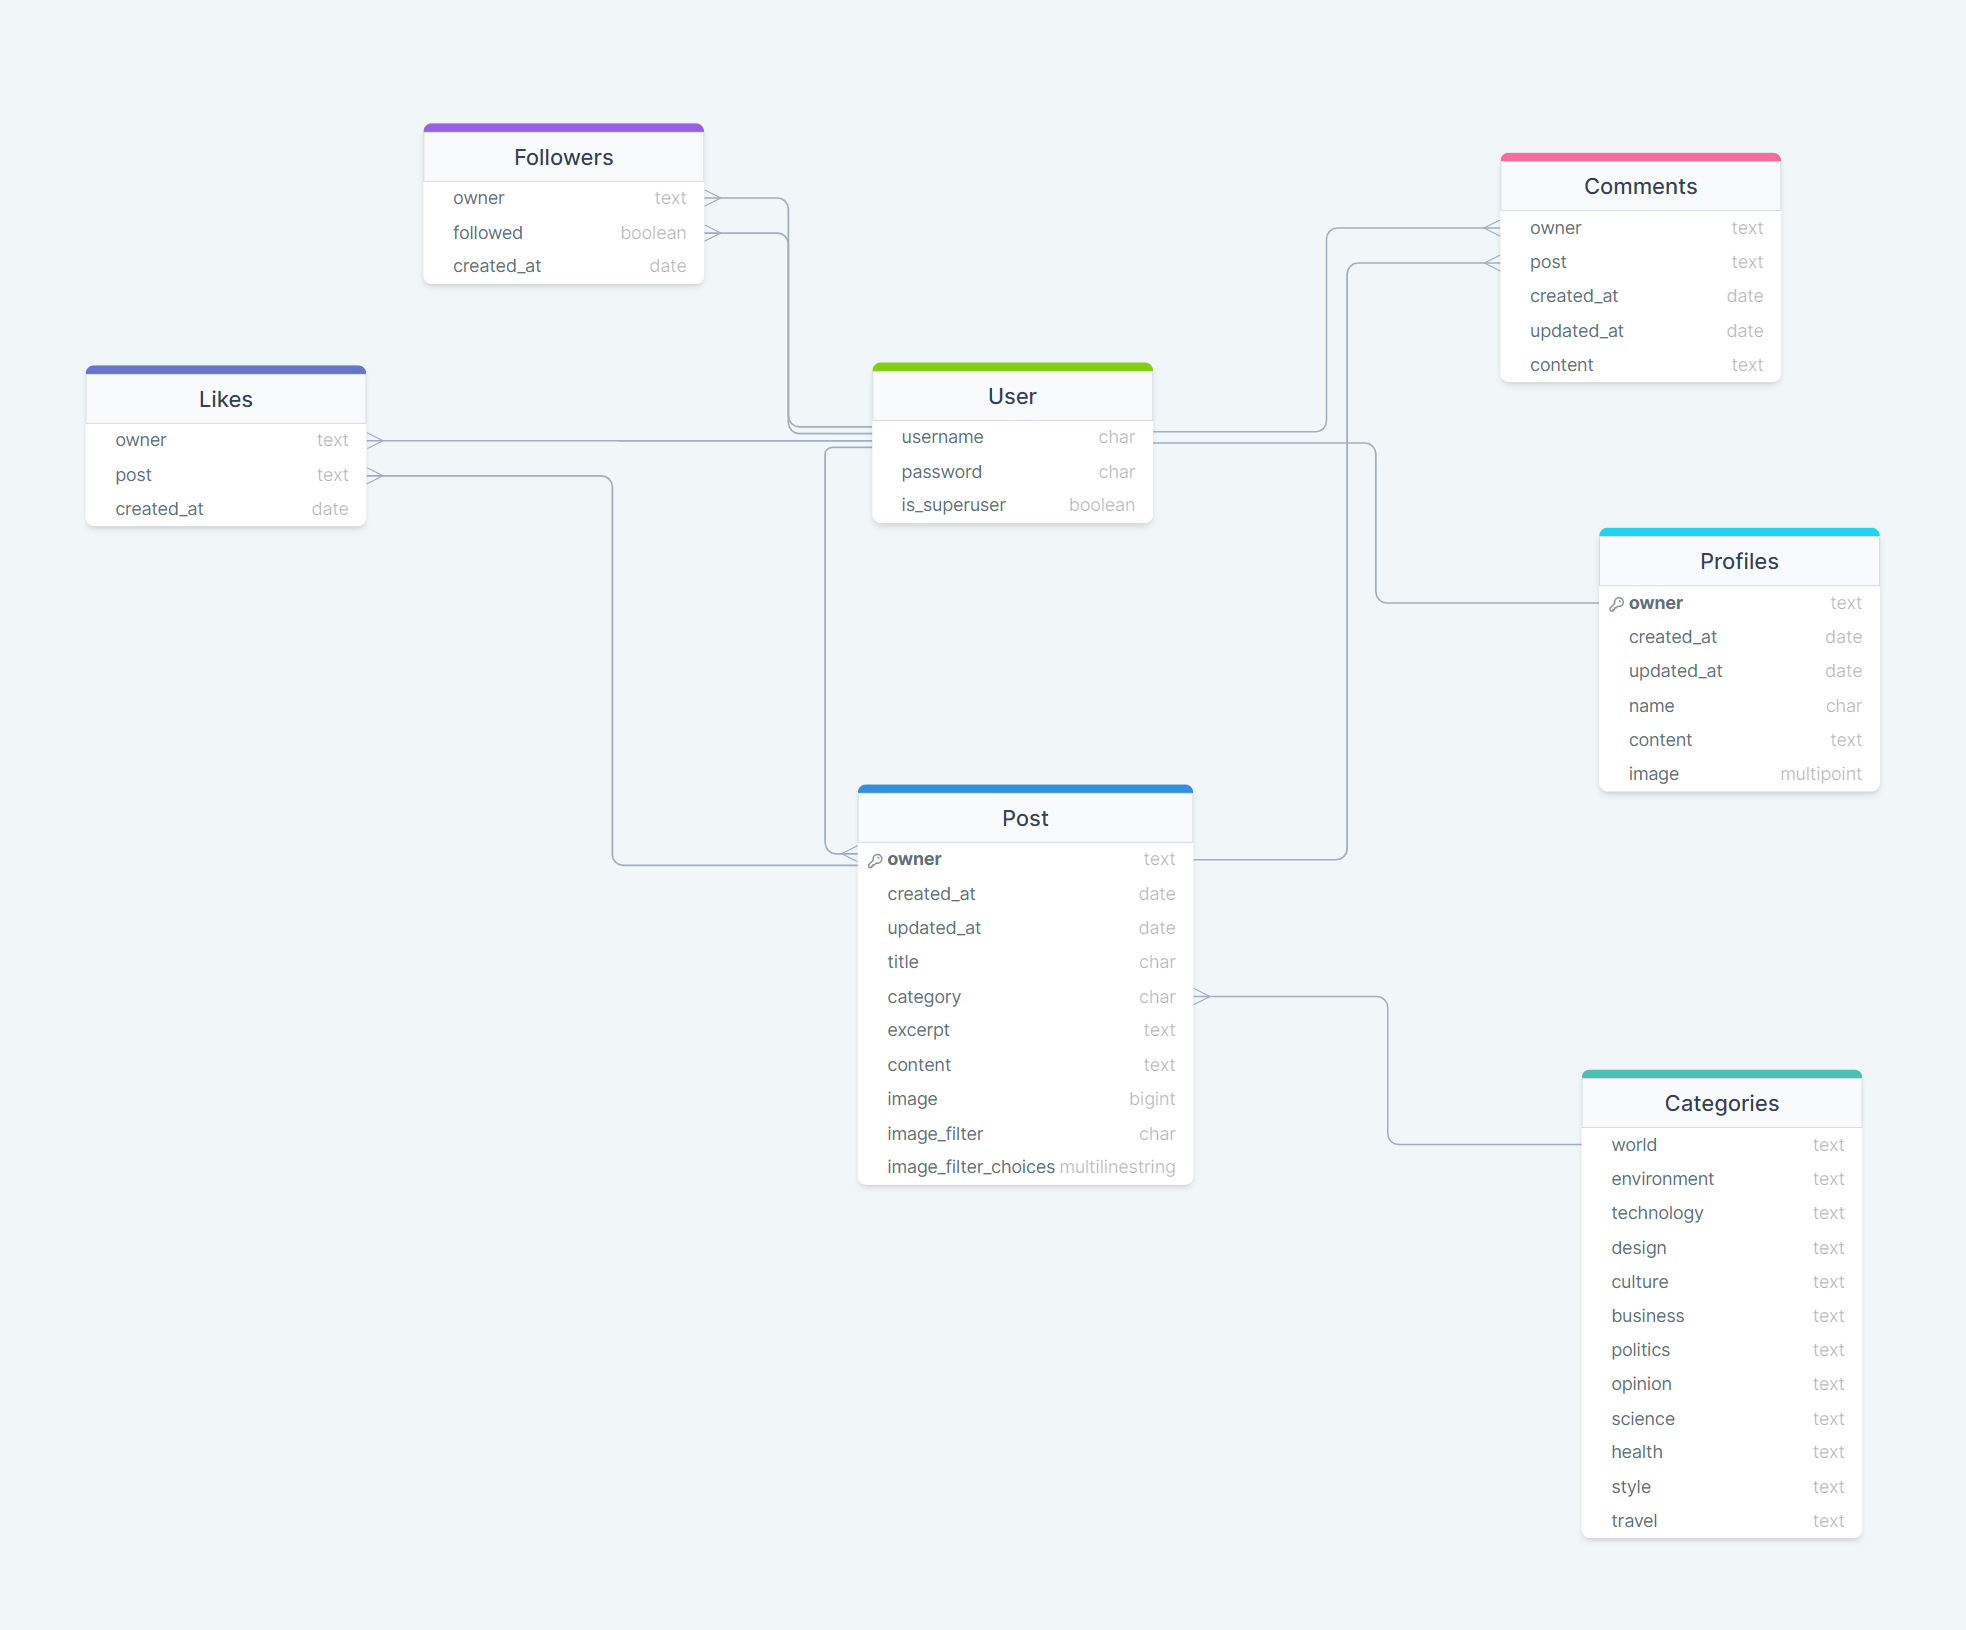 Followers
owner text
followed boolean
created_at date
Comments
owner text
post text
created_at date
updated_at date
content text
Likes
owner text
post text
created_at date
User
username char
password char
is_superuser boolean
Profiles
owner text
created_at date
updated_at date
name char
content text
image multipoint
Post
owner text
created_at date
updated_at date
title char
category char
excerpt text
content text
image bigint
image_filter char
image_filter_choices multilinestring
Categories
world text
environment text
technology text
design text
culture text
business text
politics text
opinion text
science text
health text
style text
travel text